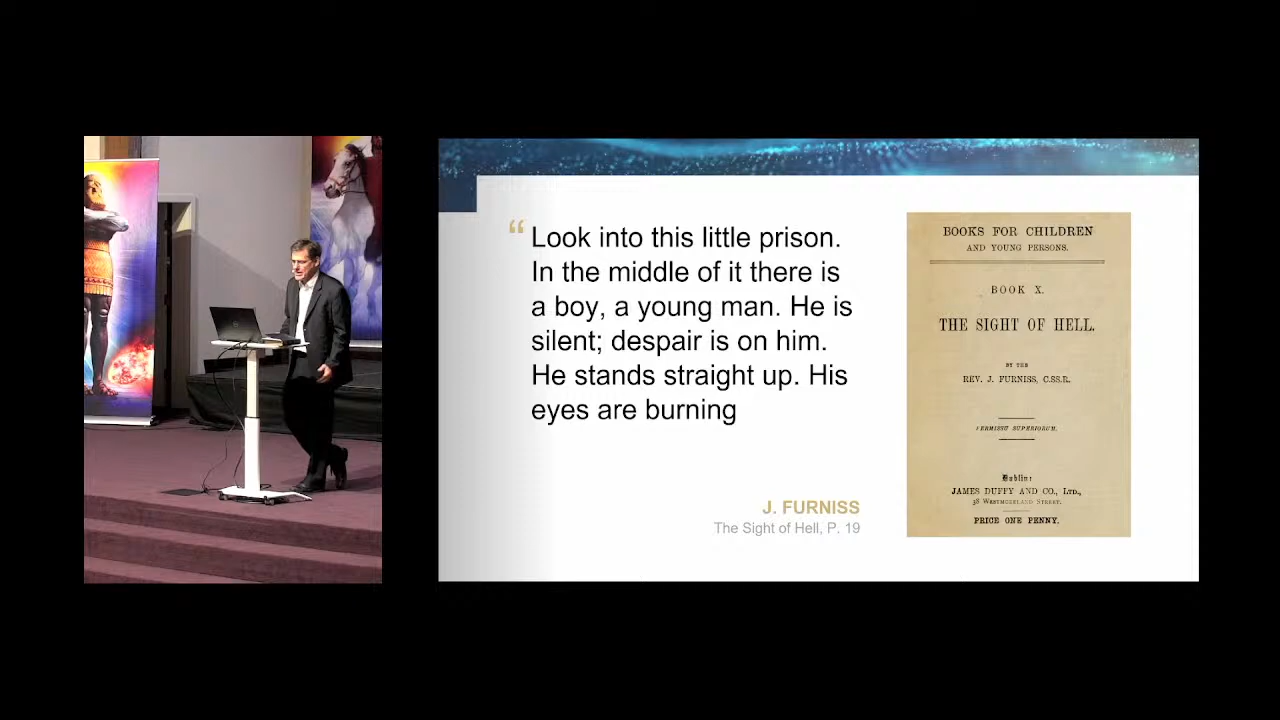 “ Look into this little prison.
In the middle of it there is
a boy, a young man. He is
silent; despair is on him.
He stands straight up. His
eyes are burning
J. FURNISS
The Sight of Hell, P. 19
BOOKS FOR CHILDREN
AND YOUNG PERSONS.
BOOK X.
THE SIGHT OF HELL.
BY THE
REV. J. FURNISS, C.SS.R.
PERMISSU SUPERIORUM.
Dublin:
JAMES DUFFY AND CO., LTD.,
38 WESTMORELAND STREET.
PRICE ONE PENNY.